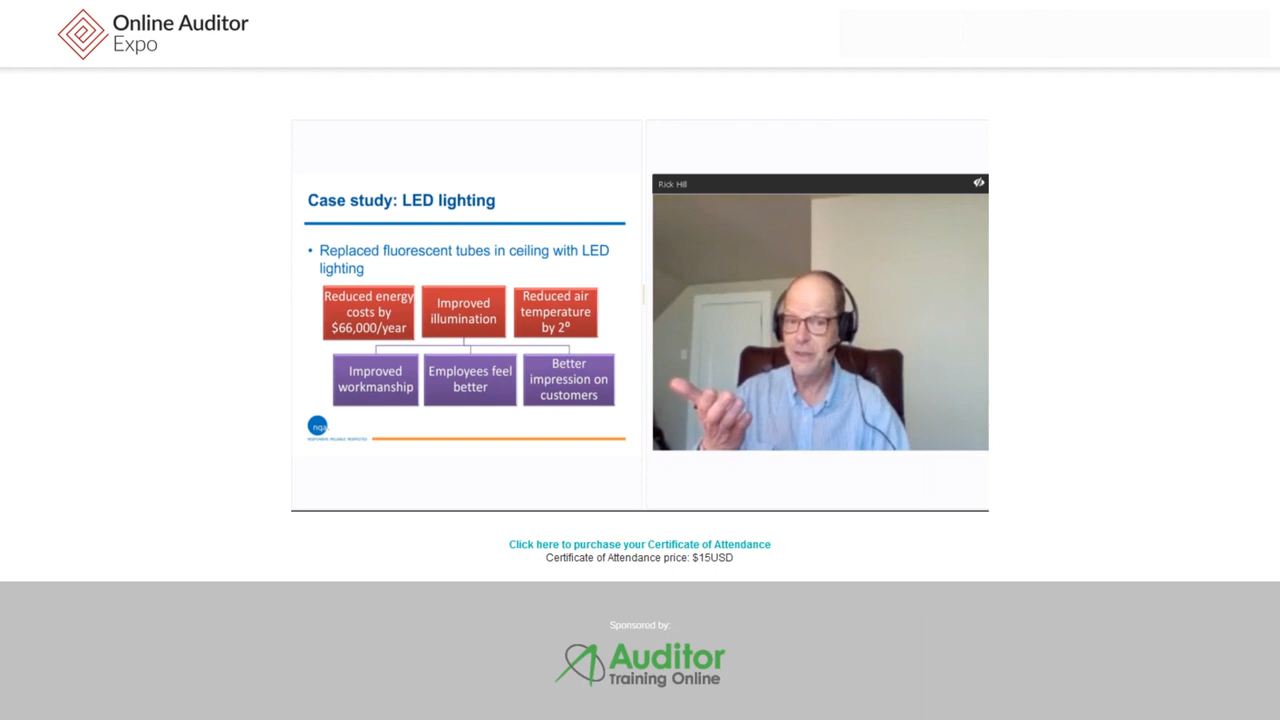 Online Auditor
Expo
Case study: LED lighting
• Replaced fluorescent tubes in ceiling with LED
lighting
Reduced energy
costs by
$66,000/year
Improved
illumination
Reduced air
temperature
by 2º
Improved
workmanship
Employees feel
better
Better
impression on
customers
nqa
RESPONSIVE. RELIABLE. RESPECTED.
Rick Hill
Click here to purchase your Certificate of Attendance
Certificate of Attendance price: $15USD
Sponsored by:
Auditor
Training Online